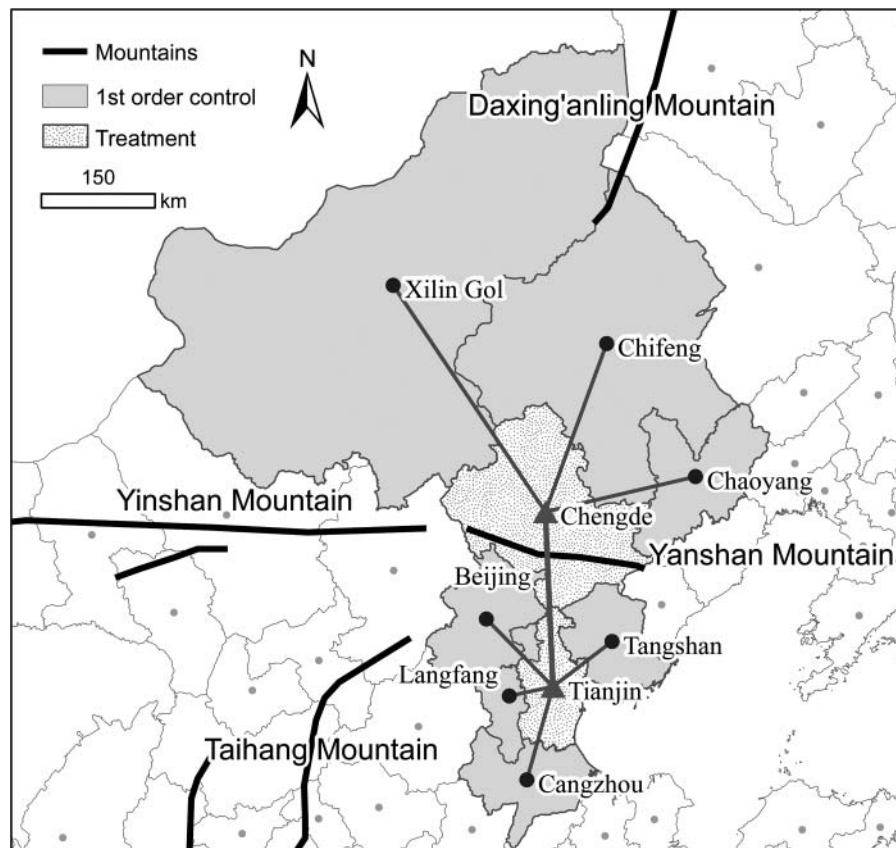 Mountains
N
1st order control
Treatment
150
km
Daxing'anling Mountain
Xilin Gol
Chifeng
Chaoyang
Yinshan Mountain
Chengde
Yanshan Mountain
Beijing
Tangshan
Langfang
Tianjin
Taihang Mountain
Cangzhou